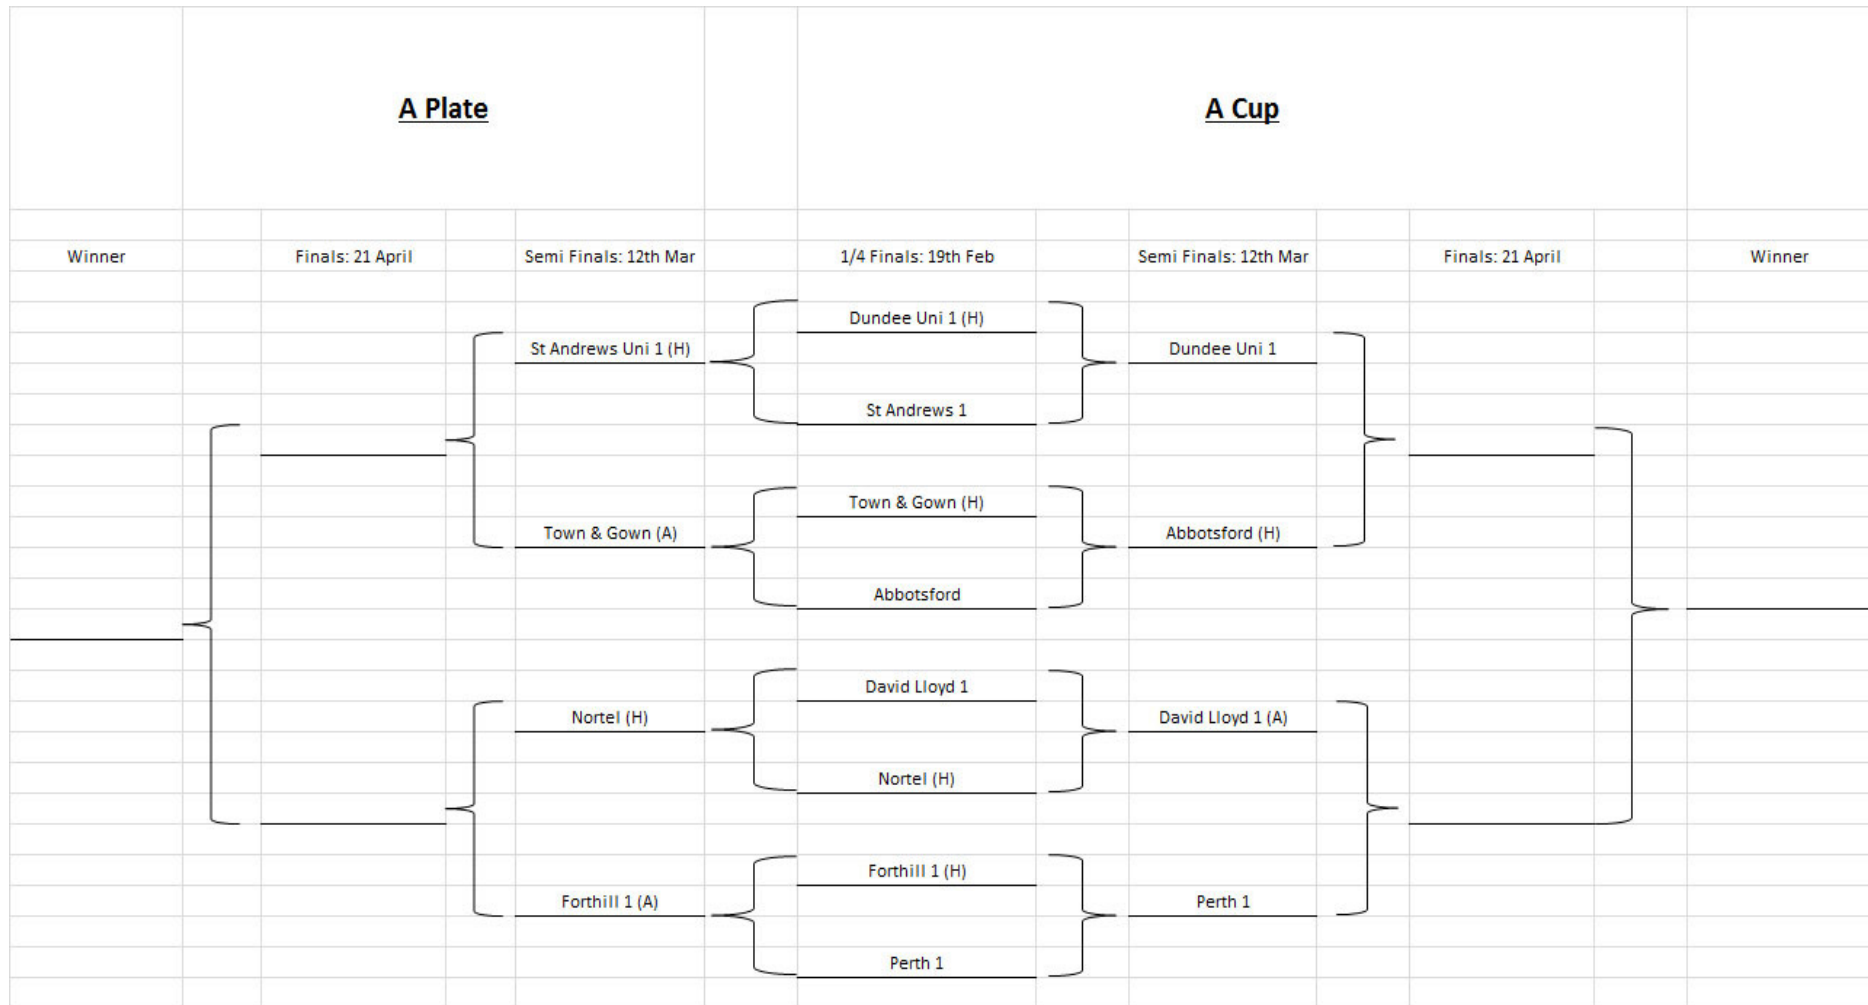 A Plate
A Cup
Winner
Finals: 21 April
Semi Finals: 12th Mar
1/4 Finals: 19th Feb
Semi Finals: 12th Mar
Finals: 21 April
Winner
Dundee Uni 1 (H)
St Andrews Uni 1 (H)
Dundee Uni 1
St Andrews 1
Town & Gown (H)
Town & Gown (A)
Abbotsford (H)
Abbotsford
David Lloyd 1
Nortel (H)
David Lloyd 1 (A)
Nortel (H)
Forthill 1 (H)
Forthill 1 (A)
Perth 1
Perth 1